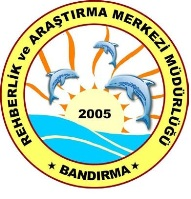 REHBERLİK ve ARAŞTIRMA MERKEZİ MÜDÜRLÜĞÜ
2005
★ BANDIRMA ★